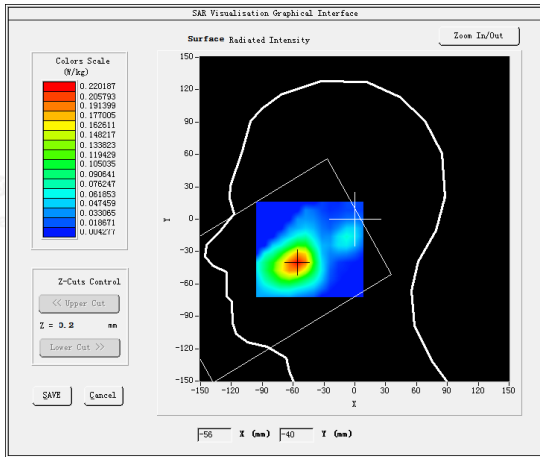 SAR Visualisation Graphical Interface
Surface Radiated Intensity
Zoom In/Out
Colors Scale
(W/kg)
0.220187
0.205793
0.191399
0.177005
0.162611
0.148217
0.133823
0.119429
0.105035
0.090641
0.076247
0.061853
0.047459
0.033065
0.018671
0.004277
Z-Cuts Control
<< Upper Cut
Z = 0.2 mm
Lower Cut >>
SAVE Cancel
150
120
90
60
30
0
-30
-60
-90
-120
-150
Y
-150 -120 -90 -60 -30 0 30 60 90 120 150
X
-56 X (mm) -40 Y (mm)